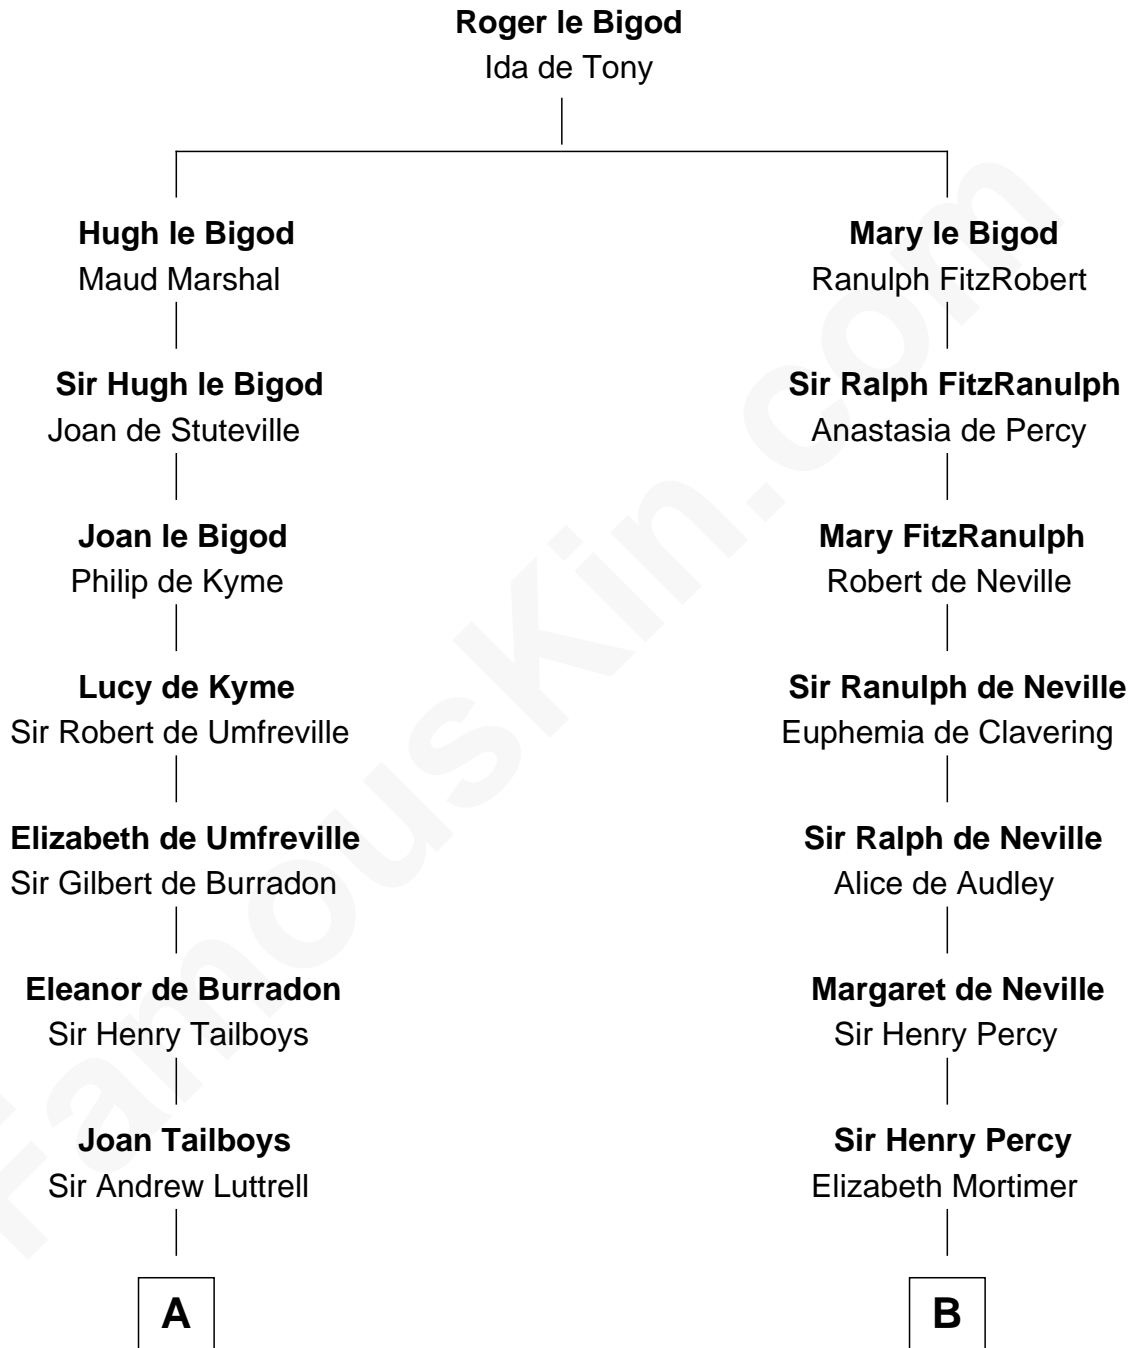 Roger le Bigod
Ida de Tony
Hugh le Bigod
Maud Marshal
Mary le Bigod
Ranulph FitzRobert
Sir Hugh le Bigod
Joan de Stuteville
Sir Ralph FitzRanulph
Anastasia de Percy
Joan le Bigod
Philip de Kyme
Mary FitzRanulph
Robert de Neville
Lucy de Kyme
Sir Robert de Umfreville
Sir Ranulph de Neville
Euphemia de Clavering
Elizabeth de Umfreville
Sir Gilbert de Burradon
Sir Ralph de Neville
Alice de Audley
Eleanor de Burradon
Sir Henry Tailboys
Margaret de Neville
Sir Henry Percy
Joan Tailboys
Sir Andrew Luttrell
Sir Henry Percy
Elizabeth Mortimer
A
B
FamousKin.com